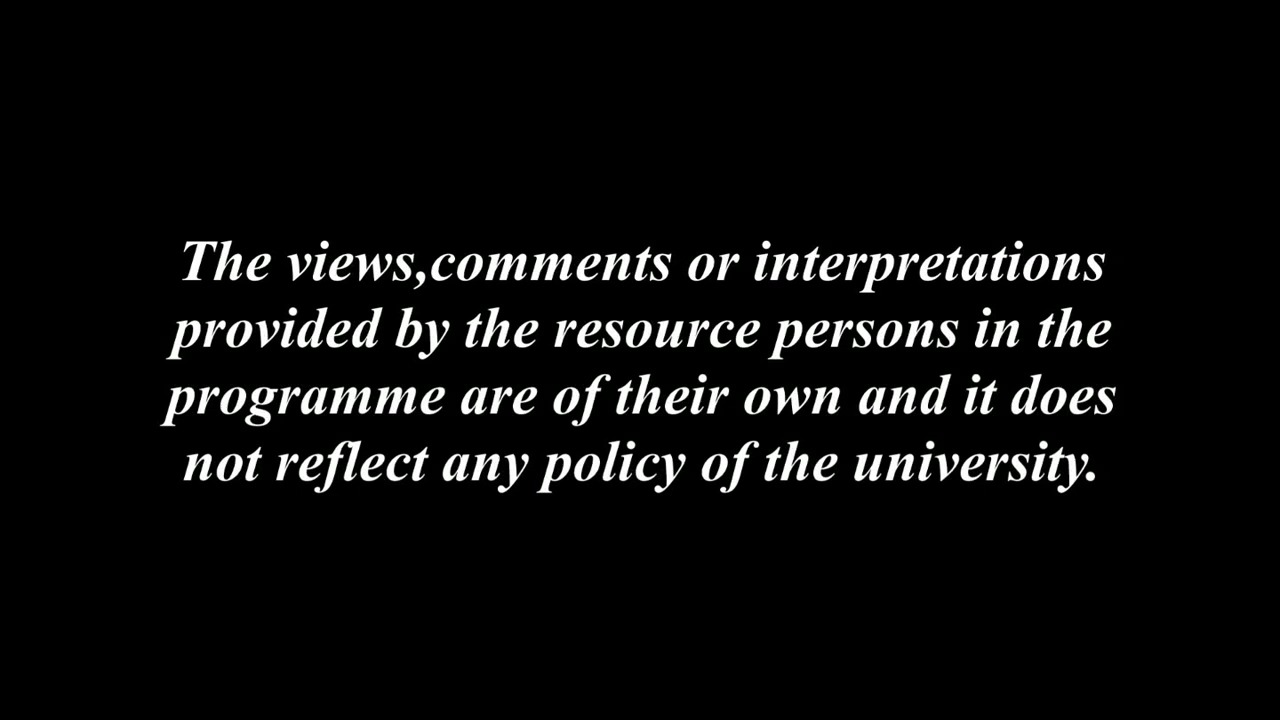 The views,comments or interpretations
provided by the resource persons in the
programme are of their own and it does
not reflect any policy of the university.